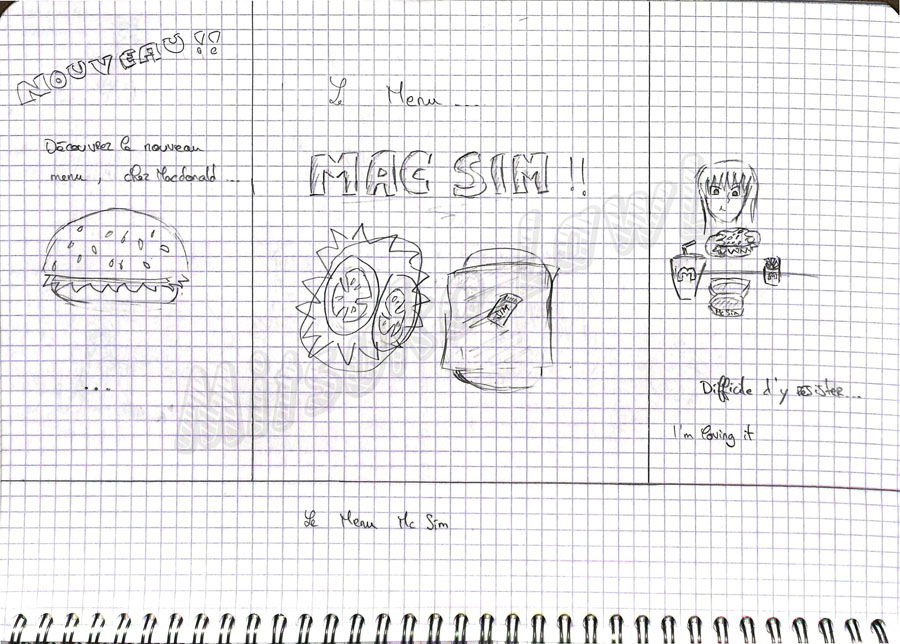 NOUVEAU !!
Découvrez le nouveau
menu, chez Macdonald ...
...
Le Menu ...
MAC SIM !!
SIM
M
M
Mc Sim
Difficile d'y resister...
I'm loving it
Le Menu Mc Sim